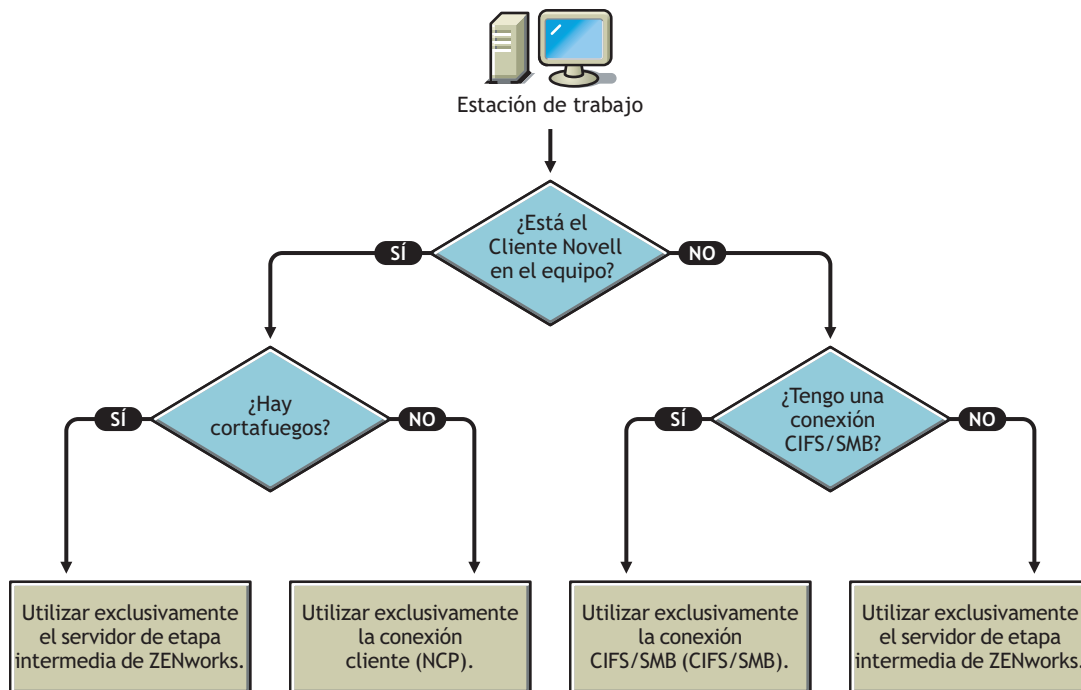 Estación de trabajo
¿Está el
Cliente Novell
en el equipo?
SÍ
NO
¿Hay
cortafuegos?
SÍ
NO
¿Tengo una
conexión
CIFS/SMB?
SÍ
NO
Utilizar exclusivamente
el servidor de etapa
intermedia de ZENworks.
Utilizar exclusivamente
la conexión
cliente (NCP).
Utilizar exclusivamente
la conexión
CIFS/SMB (CIFS/SMB).
Utilizar exclusivamente
el servidor de etapa
intermedia de ZENworks.